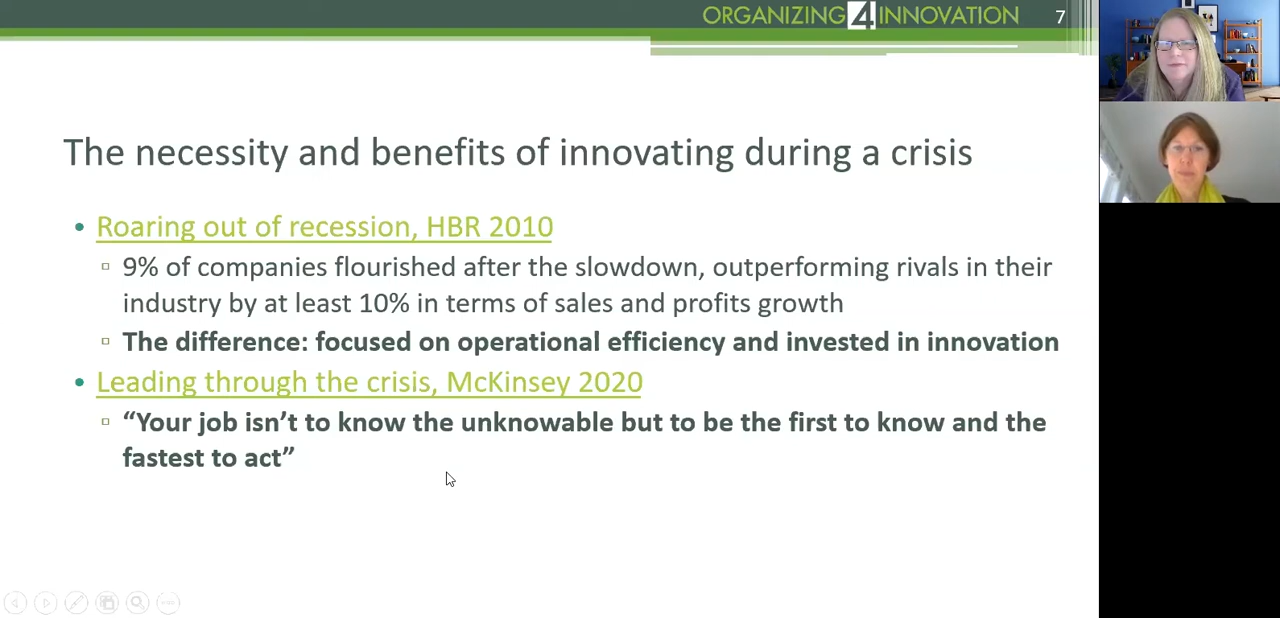 ORGANIZING 4 INNOVATION 7
The necessity and benefits of innovating during a crisis
• Roaring out of recession, HBR 2010
▫ 9% of companies flourished after the slowdown, outperforming rivals in their
industry by at least 10% in terms of sales and profits growth
▫ The difference: focused on operational efficiency and invested in innovation
• Leading through the crisis, McKinsey 2020
▫ “Your job isn’t to know the unknowable but to be the first to know and the
fastest to act”